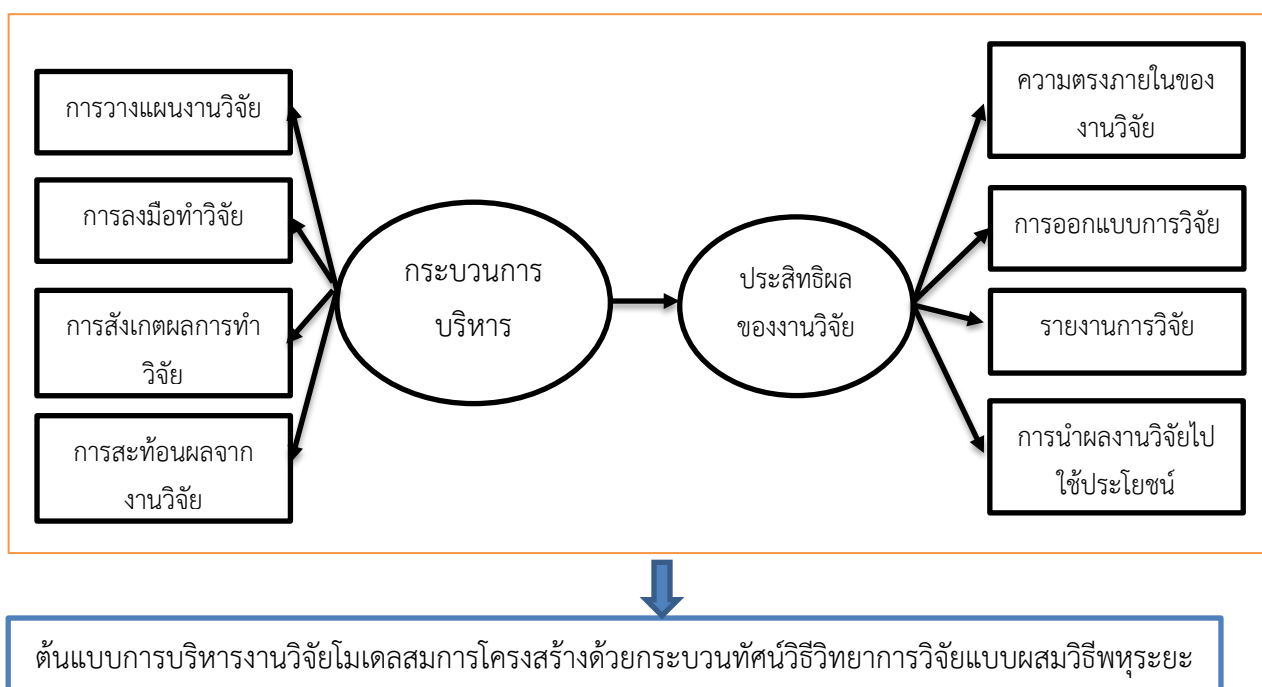 การวางแผนงานวิจัย
การลงมือทำวิจัย
การสังเกตผลการทำ
วิจัย
การสะท้อนผลจาก
งานวิจัย
กระบวนการ
บริหาร
ประสิทธิผล
ของงานวิจัย
ความตรงภายในของ
งานวิจัย
การออกแบบการวิจัย
รายงานการวิจัย
การนำผลงานวิจัยไป
ใช้ประโยชน์
ต้นแบบการบริหารงานวิจัยโมเดลสมการโครงสร้างด้วยกระบวนทัศน์วิธีวิทยาการวิจัยแบบผสมวิธีพหุระยะ